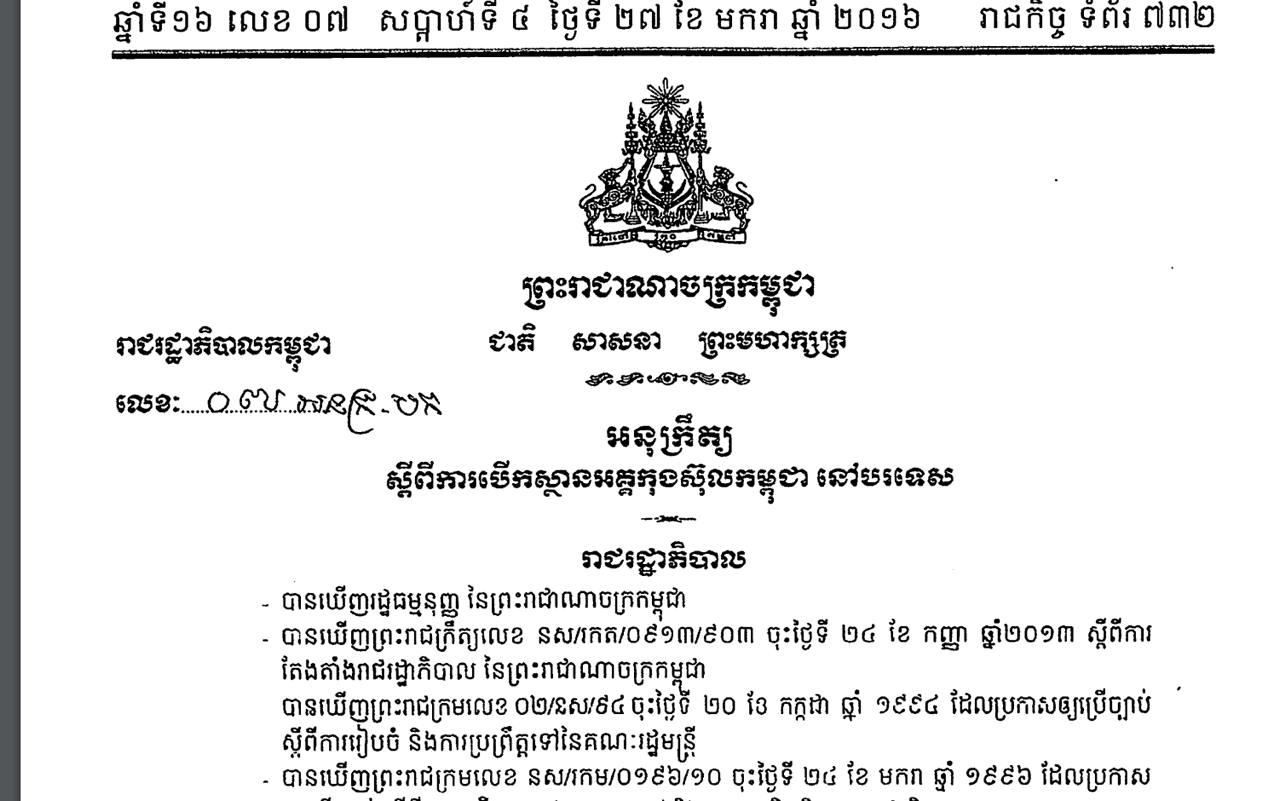 ឆ្នាំទី១៦ លេខ ០៧ សប្តាហ៍ទី ៤ ថ្ងៃទី ២៧ ខែ មករា ឆ្នាំ ២០១៦ រាជកិច្ច ទំព័រ ៧៣២
ព្រះរាជាណាចក្រកម្ពុជា
ជាតិ សាសនា ព្រះមហាក្សត្រ
រាជរដ្ឋាភិបាលកម្ពុជា
លេខ: ០៧ អនក្រ.បក
អនុក្រឹត្យ
ស្តីពីការបើកស្ថានអគ្គកុងស៊ុលកម្ពុជា នៅបរទេស
រាជរដ្ឋាភិបាល
- បានឃើញរដ្ឋធម្មនុញ្ញ នៃព្រះរាជាណាចក្រកម្ពុជា
- បានឃើញព្រះរាជក្រឹត្យលេខ នស/រកត/០៩១៣/៩០៣ ចុះថ្ងៃទី ២៤ ខែ កញ្ញា ឆ្នាំ២០១៣ ស្តីពីការ
តែងតាំងរាជរដ្ឋាភិបាល នៃព្រះរាជាណាចក្រកម្ពុជា
បានឃើញព្រះរាជក្រមលេខ ០២/នស/៩៤ ចុះថ្ងៃទី ២០ ខែ កក្កដា ឆ្នាំ ១៩៩៤ ដែលប្រកាសឲ្យប្រើច្បាប់
ស្តីពីការរៀបចំ និងការប្រព្រឹត្តទៅនៃគណៈរដ្ឋមន្ត្រី
- បានឃើញព្រះរាជក្រមលេខ នស/រកម/០១៩៦/១០ ចុះថ្ងៃទី ២៤ ខែ មករា ឆ្នាំ ១៩៩៦ ដែលប្រកាស